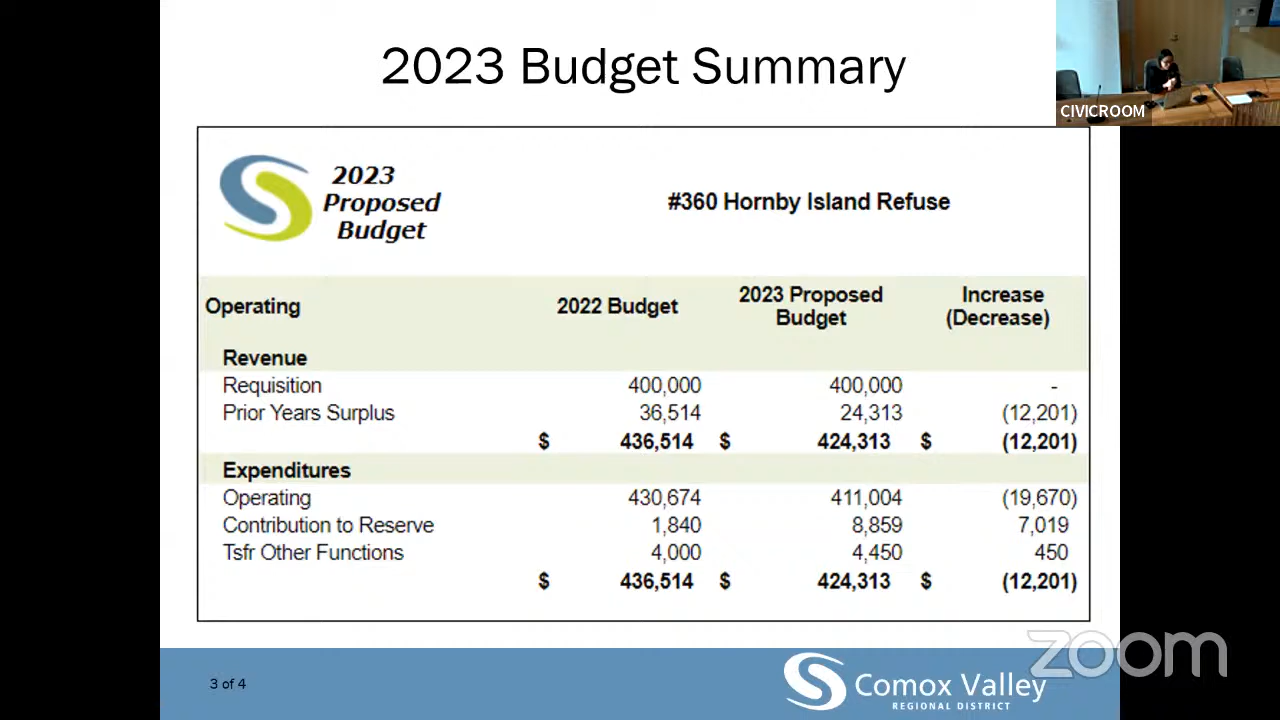 2023 Budget Summary
CIVICROOM
2023
Proposed
Budget
#360 Hornby Island Refuse
Operating 2022 Budget 2023 Proposed Budget Increase (Decrease)
Revenue
Requisition 400,000 400,000 -
Prior Years Surplus 36,514 24,313 (12,201)
$ 436,514 $ 424,313 $ (12,201)
Expenditures
Operating 430,674 411,004 (19,670)
Contribution to Reserve 1,840 8,859 7,019
Tsfr Other Functions 4,000 4,450 450
$ 436,514 $ 424,313 $ (12,201)
zoom
3 of 4
Comox Valley
REGIONAL DISTRICT